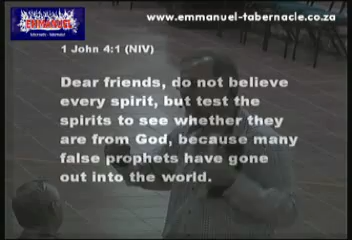 www.emmanuel-tabernacle.co.za
EMMANUEL
1 John 4:1 (NIV)
Dear friends, do not believe
every spirit, but test the
spirits to see whether they
are from God, because many
false prophets have gone
out into the world.